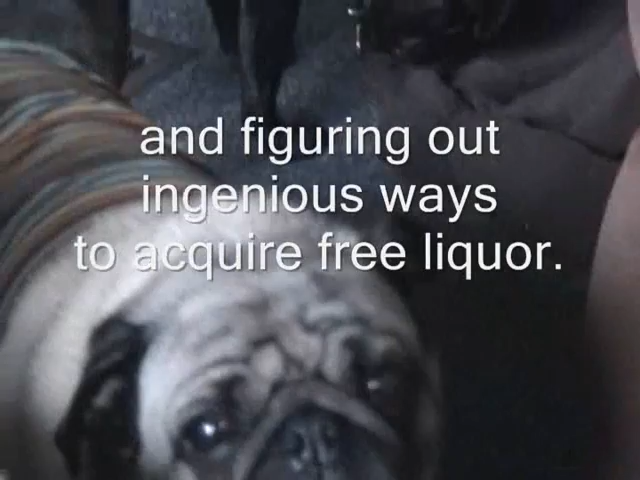 and figuring out
ingenious ways
to acquire free liquor.